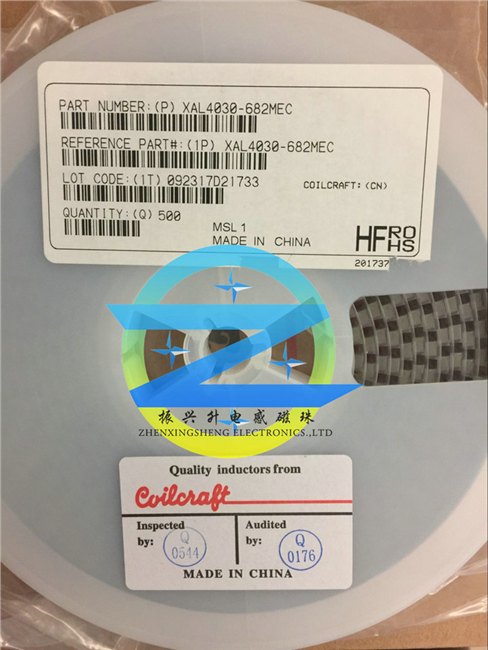 PART NUMBER:(P) XAL4030-682MEC
REFERENCE PART#:(1P) XAL4030-682MEC
LOT CODE:(1T) 092317D21733
COILCRAFT:(CN)
QUANTITY:(Q) 500
MSL 1
MADE IN CHINA
HF RO
HS
201737
振兴升电感磁珠
ZHENXINGSHENG ELECTRONICS.,LTD
Quality inductors from
Coilcraft
Inspected
by:
Q
0544
Audited
by:
Q
0176
MADE IN CHINA